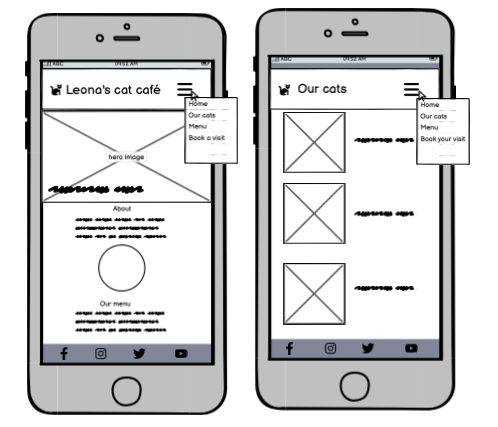 ABC 09:52 AM
Leona's cat café
Home
Our cats
Menu
Book a visit
hero image
About
Our menu
ABC 09:52 AM
Our cats
Home
Our cats
Menu
Book your visit